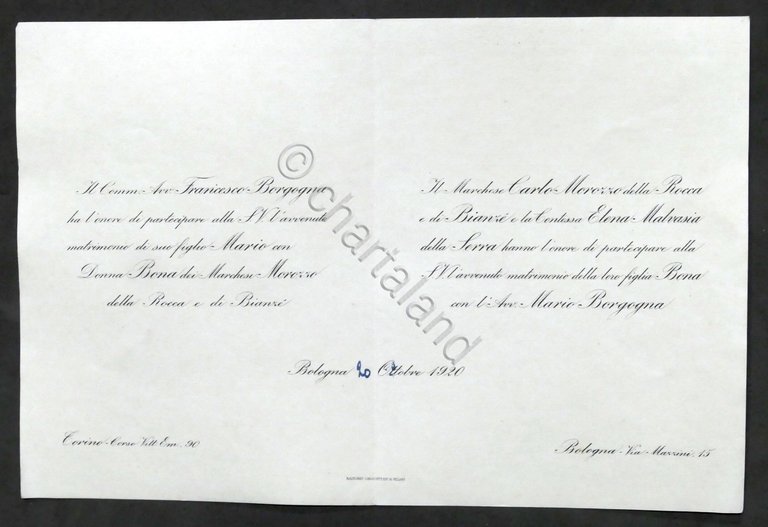 Il Comm. Avv. Francesco Borgogna
ha l'onore di partecipare alla S.V. l'avvenuto
matrimonio di suo figlio Mario con
Donna Bona dei Marchesi Morozzo
della Rocca e di Bianzé
Il Marchese Carlo Morozzo della Rocca
e di Bianzé e la Contessa Elena Malvasia
della Serra hanno l'onore di partecipare alla
S.V. l'avvenuto matrimonio della loro figlia Bona
con l'Avv. Mario Borgogna
Bologna 20 Ottobre 1920
Torino - Corso Vitt. Em. 90
Bologna - Via Mazzini 15
© chartaland